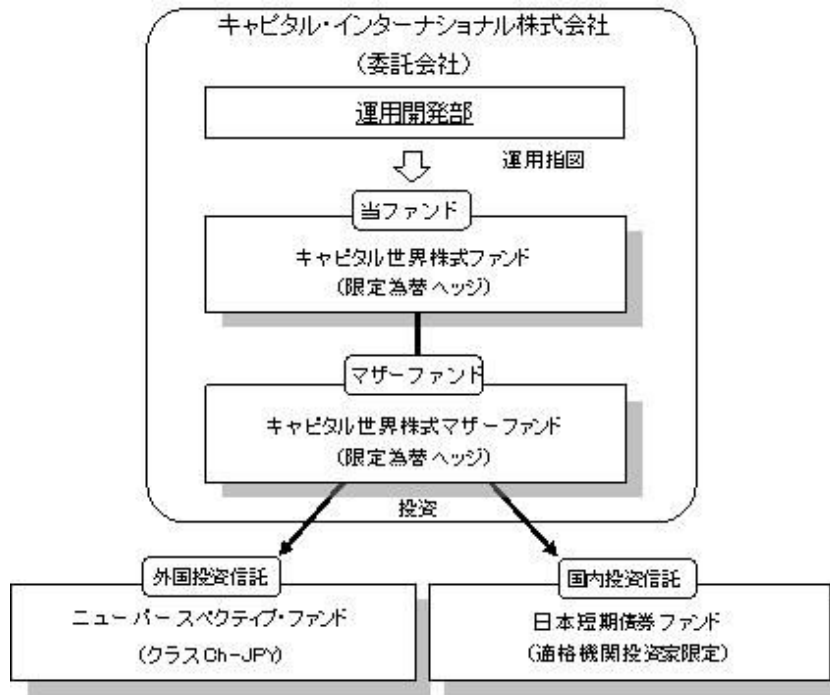 キャピタル・インターナショナル株式会社
（委託会社）
運用開発部
運用指図
当ファンド
キャピタル世界株式ファンド
（限定為替ヘッジ）
マザーファンド
キャピタル世界株式マザーファンド
（限定為替ヘッジ）
投資
外国投資信託
国内投資信託
ニューパースペクティブ・ファンド
（クラスCh-JPY）
日本短期債券ファンド
（適格機関投資家限定）